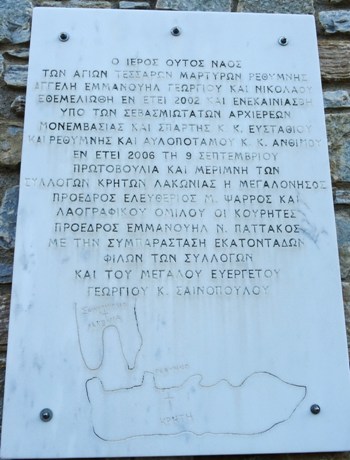 Ο ΙΕΡΟΣ ΟΥΤΟΣ ΝΑΟΣ
ΤΩΝ ΑΓΙΩΝ ΤΕΣΣΑΡΩΝ ΜΑΡΤΥΡΩΝ ΡΕΘΥΜΝΗΣ
ΑΓΓΕΛΗ ΕΜΜΑΝΟΥΗΛ ΓΕΩΡΓΙΟΥ ΚΑΙ ΝΙΚΟΛΑΟΥ
ΕΘΕΜΕΛΙΩΘΗ ΕΝ ΕΤΕΙ 2002 ΚΑΙ ΕΝΕΚΑΙΝΙΑΣΘΗ
ΥΠΟ ΤΩΝ ΣΕΒΑΣΜΙΩΤΑΤΩΝ ΑΡΧΙΕΡΕΩΝ
ΜΟΝΕΜΒΑΣΙΑΣ ΚΑΙ ΣΠΑΡΤΗΣ Κ. Κ. ΕΥΣΤΑΘΙΟΥ
ΚΑΙ ΡΕΘΥΜΝΗΣ ΚΑΙ ΑΥΛΟΠΟΤΑΜΟΥ Κ. Κ. ΑΝΘΙΜΟΥ
ΕΝ ΕΤΕΙ 2006 ΤΗ 9 ΣΕΠΤΕΜΒΡΙΟΥ
ΠΡΩΤΟΒΟΥΛΙΑ ΚΑΙ ΜΕΡΙΜΝΗ ΤΩΝ
ΣΥΛΛΟΓΩΝ ΚΡΗΤΩΝ ΛΑΚΩΝΙΑΣ Η ΜΕΓΑΛΟΝΗΣΟΣ
ΠΡΟΕΔΡΟΣ ΕΛΕΥΘΕΡΙΟΣ Μ. ΨΑΡΡΟΣ ΚΑΙ
ΛΑΟΓΡΑΦΙΚΟΥ ΟΜΙΛΟΥ ΟΙ ΚΟΥΡΗΤΕΣ
ΠΡΟΕΔΡΟΣ ΕΜΜΑΝΟΥΗΛ Ν. ΠΑΤΤΑΚΟΣ
ΜΕ ΤΗΝ ΣΥΜΠΑΡΑΣΤΑΣΗ ΕΚΑΤΟΝΤΑΔΩΝ
ΦΙΛΩΝ ΤΩΝ ΣΥΛΛΟΓΩΝ
ΚΑΙ ΤΟΥ ΜΕΓΑΛΟΥ ΕΥΕΡΓΕΤΟΥ
ΓΕΩΡΓΙΟΥ Κ. ΣΑΙΝΟΠΟΥΛΟΥ